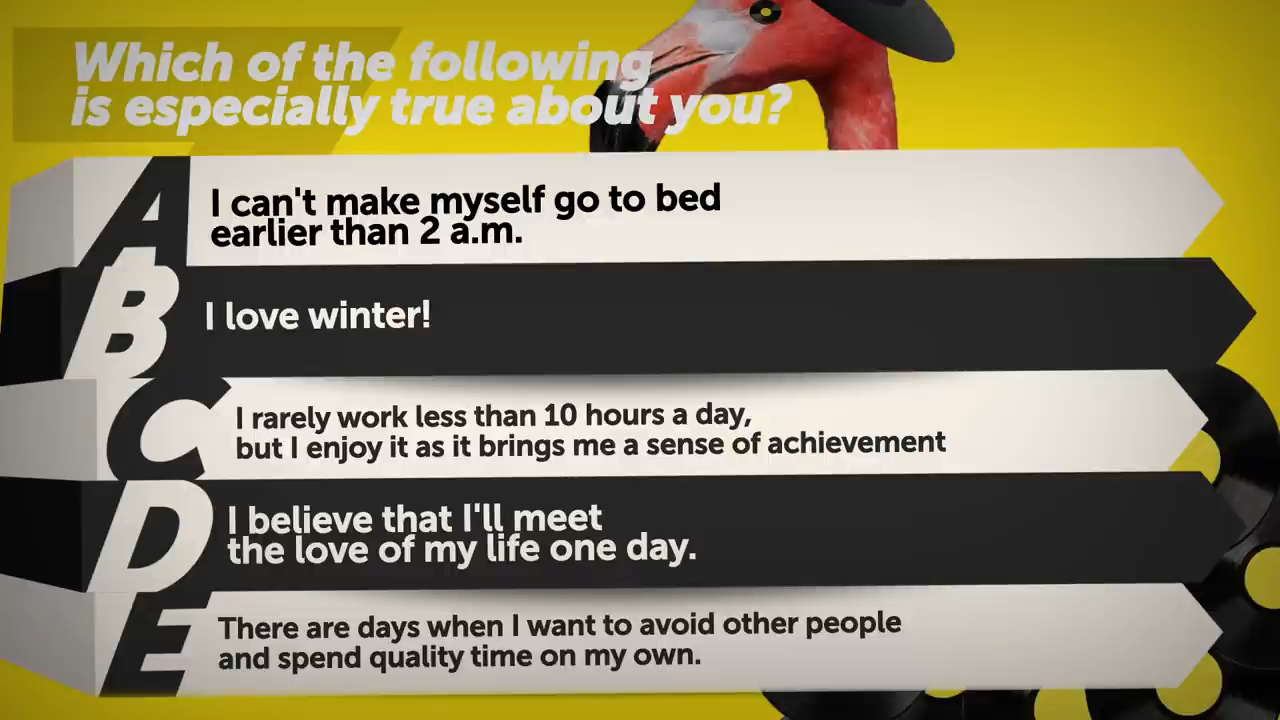 Which of the following
is especially true about you?
A
I can't make myself go to bed
earlier than 2 a.m.
B
I love winter!
C
I rarely work less than 10 hours a day,
but I enjoy it as it brings me a sense of achievement
D
I believe that I'll meet
the love of my life one day.
E
There are days when I want to avoid other people
and spend quality time on my own.